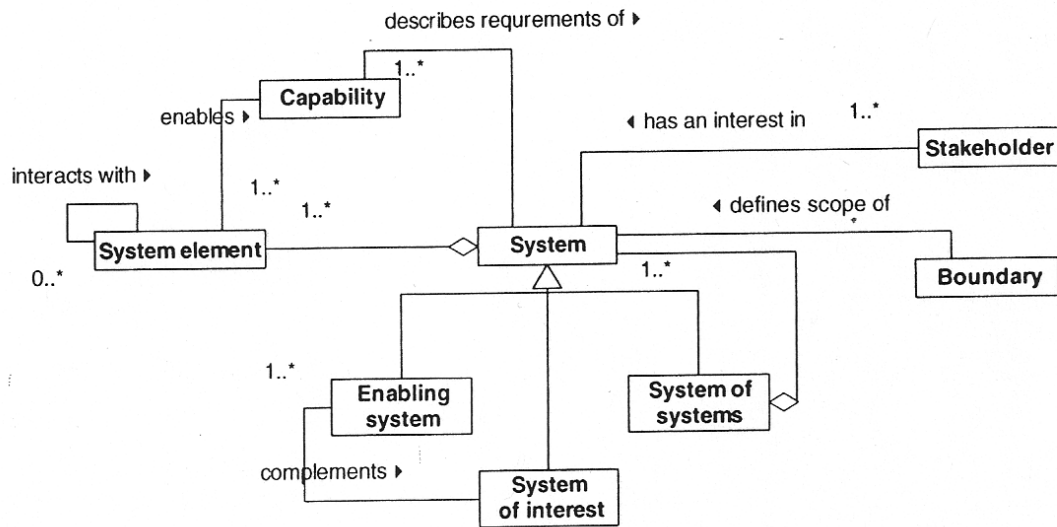 describes requrements of ▸
1..*
Capability
enables ▸
◂ has an interest in
1..*
Stakeholder
interacts with ▸
1..*
1..*
◂ defines scope of
System element
System
0..*
1..*
Boundary
1..*
Enabling
system
System of
systems
complements ▸
System
of interest